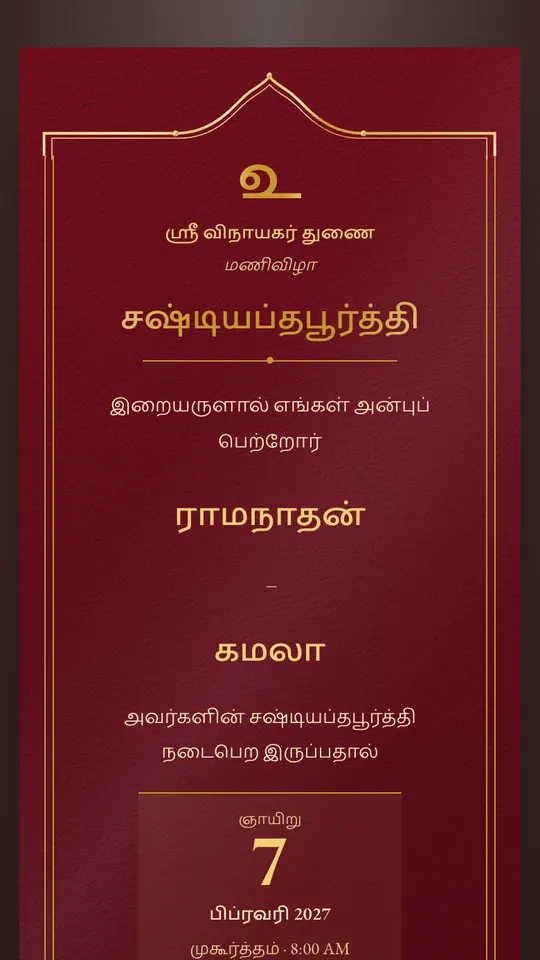 உ
ஸ்ரீ விநாயகர் துணை
மணிவிழா
சஷ்டியப்தபூர்த்தி
இறையருளால் எங்கள் அன்புப்
பெற்றோர்
ராமநாதன்
–
கமலா
அவர்களின் சஷ்டியப்தபூர்த்தி
நடைபெற இருப்பதால்
ஞாயிறு
7
பிப்ரவரி 2027
முகூர்த்தம் · 8:00 AM